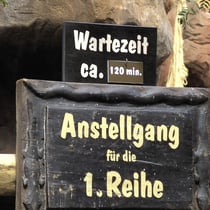 Wartezeit
ca. 120 min.
Anstellgang
für die
1. Reihe